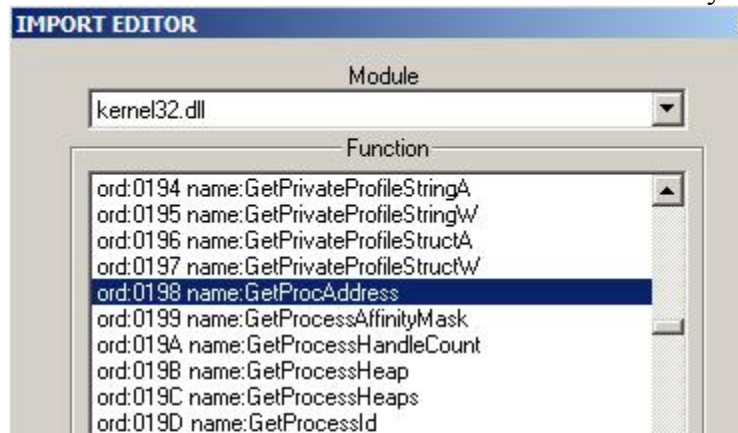 IMPORT EDITOR
Module
kernel32.dll
Function
ord:0194 name:GetPrivateProfileStringA
ord:0195 name:GetPrivateProfileStringW
ord:0196 name:GetPrivateProfileStructA
ord:0197 name:GetPrivateProfileStructW
ord:0198 name:GetProcAddress
ord:0199 name:GetProcessAffinityMask
ord:019A name:GetProcessHandleCount
ord:019B name:GetProcessHeap
ord:019C name:GetProcessHeaps
ord:019D name:GetProcessId